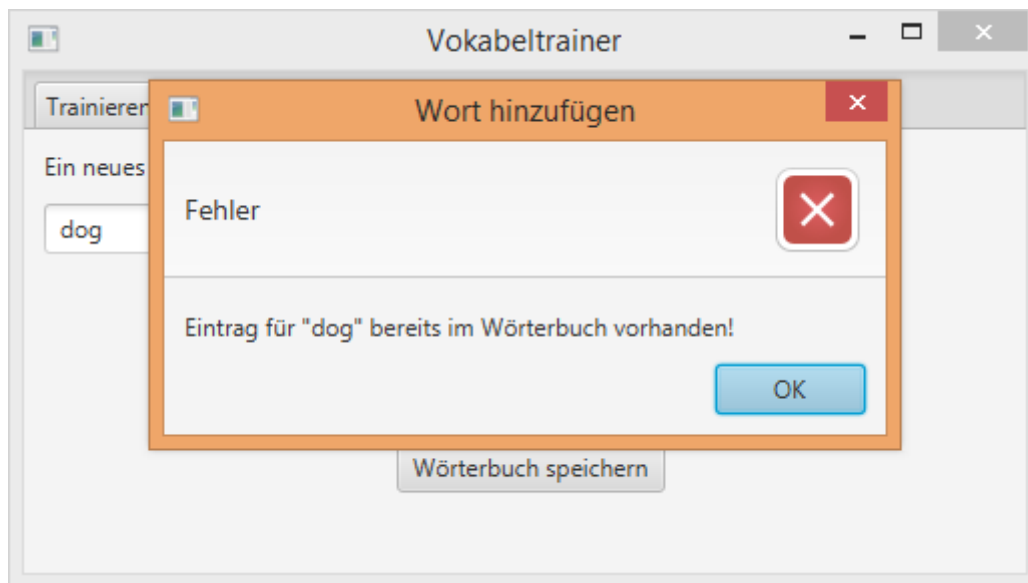 Vokabeltrainer
Trainieren
Wort hinzufügen
Ein neues
Fehler
dog
Eintrag für "dog" bereits im Wörterbuch vorhanden!
OK
Wörterbuch speichern